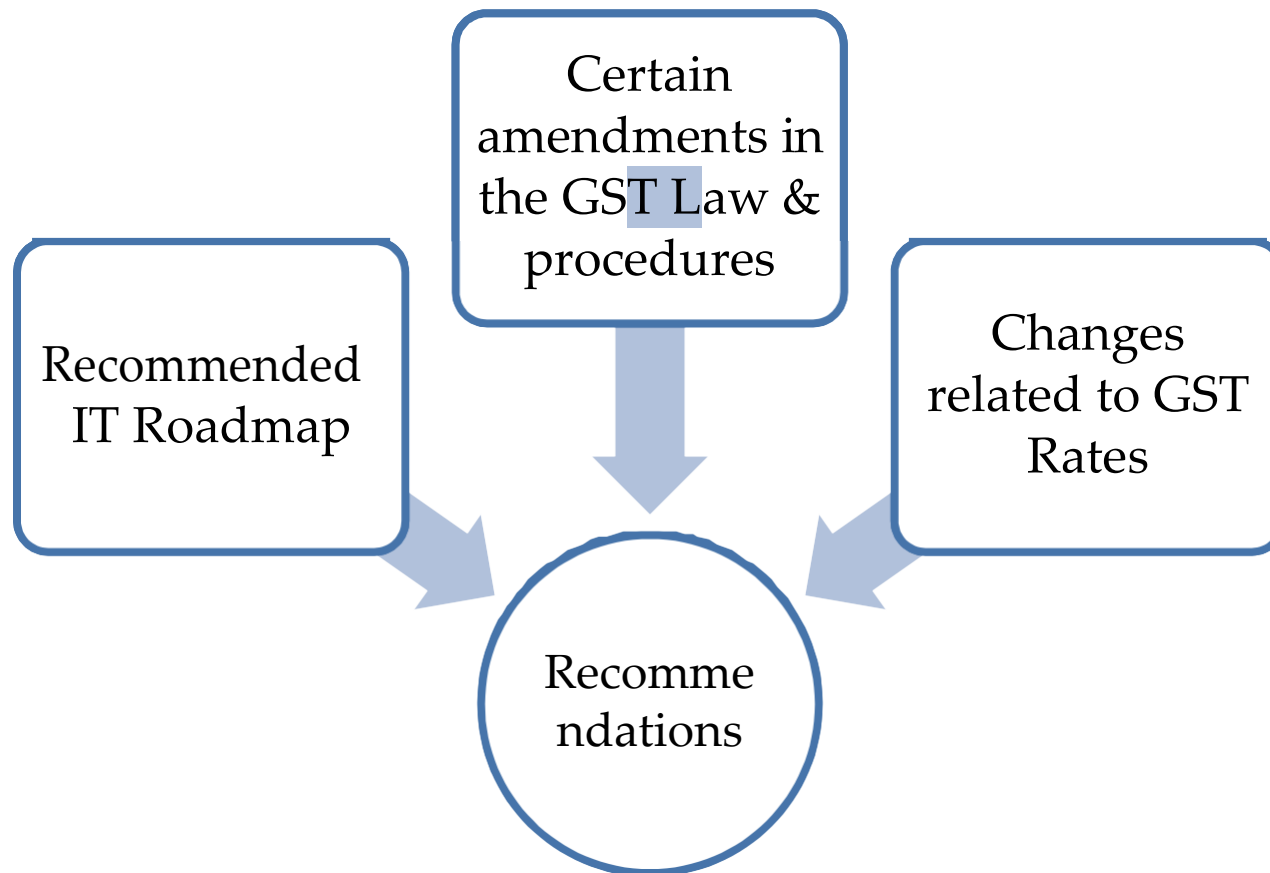 Certain
amendments in
the GST Law &
procedures
Recommended
IT Roadmap
Changes
related to GST
Rates
Recomme
ndations